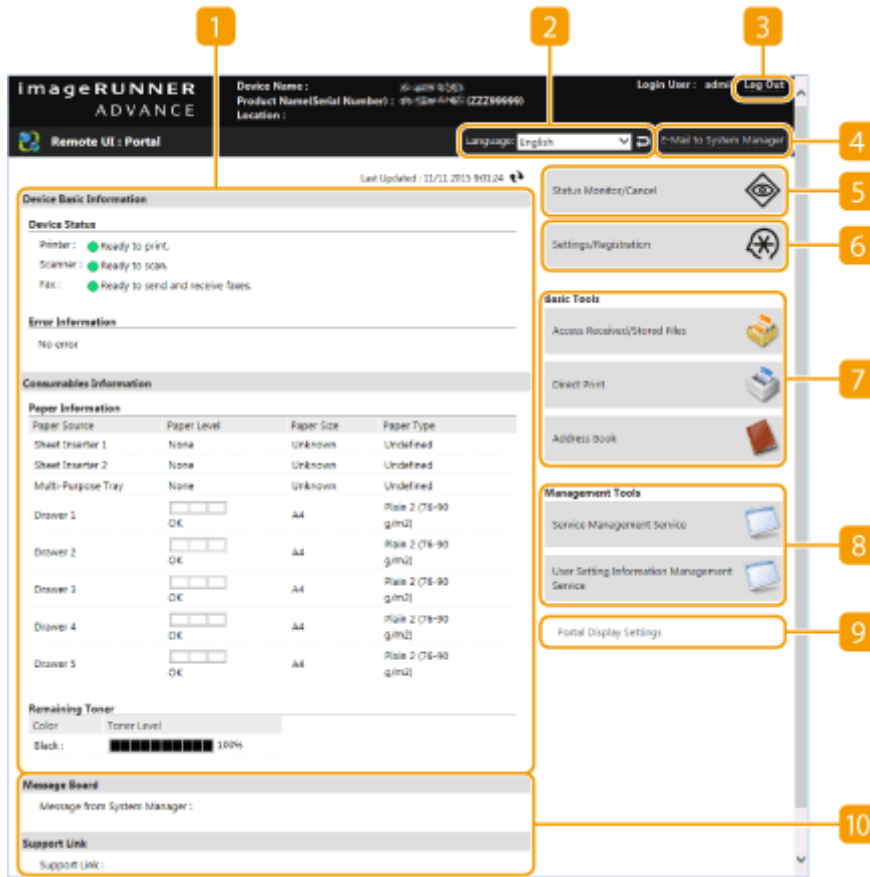 1
2
3
imageRUNNER
ADVANCE
Device Name :
Product Name(Serial Number) : (ZZZ99999)
Location :
Login User : admin Log Out
Remote UI : Portal
Language: English
E-Mail to System Manager
4
Last Updated : 11/11 2015 9:01:24
Device Basic Information
Device Status
Printer : Ready to print.
Scanner : Ready to scan.
Fax : Ready to send and receive faxes.
Error Information
No error
Consumables Information
Paper Information
Paper Source Paper Level Paper Size Paper Type
Sheet Inserter 1 None Unknown Undefined
Sheet Inserter 2 None Unknown Undefined
Multi-Purpose Tray None Unknown Undefined
Drawer 1 OK A4 Plain 2 (76-90
g/m2)
Drawer 2 OK A4 Plain 2 (76-90
g/m2)
Drawer 3 OK A4 Plain 2 (76-90
g/m2)
Drawer 4 OK A4 Plain 2 (76-90
g/m2)
Drawer 5 OK A4 Plain 2 (76-90
g/m2)
Remaining Toner
Color Toner Level
Black : 100%
Message Board
Message from System Manager :
Support Link
Support Link :
Status Monitor/Cancel
5
Settings/Registration
6
Basic Tools
Access Received/Stored Files
Direct Print
7
Address Book
Management Tools
Service Management Service
8
User Setting Information Management
Service
Portal Display Settings
9
10